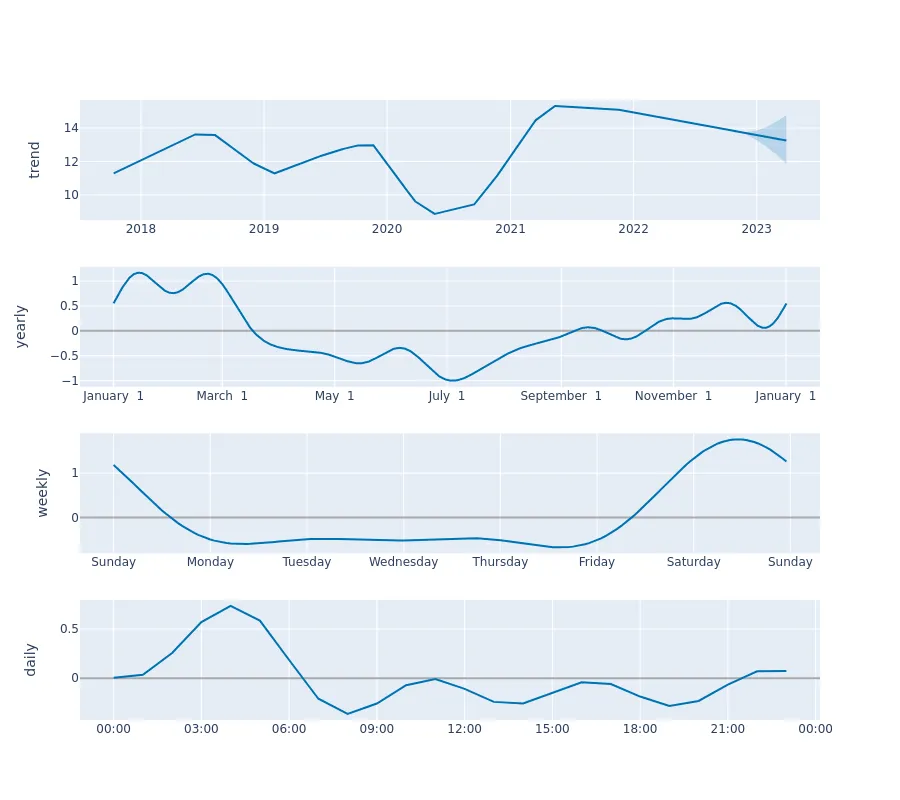 trend
14
12
10
2018 2019 2020 2021 2022 2023
yearly
1
0.5
0
−0.5
−1
January 1 March 1 May 1 July 1 September 1 November 1 January 1
weekly
1
0
Sunday Monday Tuesday Wednesday Thursday Friday Saturday Sunday
daily
0.5
0
00:00 03:00 06:00 09:00 12:00 15:00 18:00 21:00 00:00